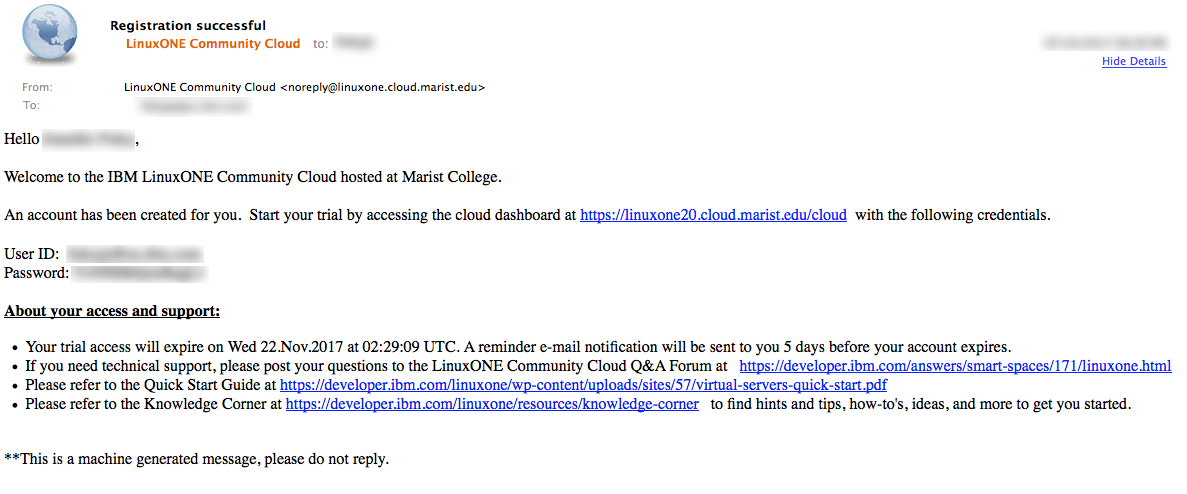 Registration successful
LinuxONE Community Cloud to:
Hide Details
From: LinuxONE Community Cloud <noreply@linuxone.cloud.marist.edu>
To:
Hello ,
Welcome to the IBM LinuxONE Community Cloud hosted at Marist College.
An account has been created for you. Start your trial by accessing the cloud dashboard at https://linuxone20.cloud.marist.edu/cloud with the following credentials.
User ID:
Password:
About your access and support:
• Your trial access will expire on Wed 22.Nov.2017 at 02:29:09 UTC. A reminder e-mail notification will be sent to you 5 days before your account expires.
• If you need technical support, please post your questions to the LinuxONE Community Cloud Q&A Forum at https://developer.ibm.com/answers/smart-spaces/171/linuxone.html
• Please refer to the Quick Start Guide at https://developer.ibm.com/linuxone/wp-content/uploads/sites/57/virtual-servers-quick-start.pdf
• Please refer to the Knowledge Corner at https://developer.ibm.com/linuxone/resources/knowledge-corner to find hints and tips, how-to's, ideas, and more to get you started.
**This is a machine generated message, please do not reply.